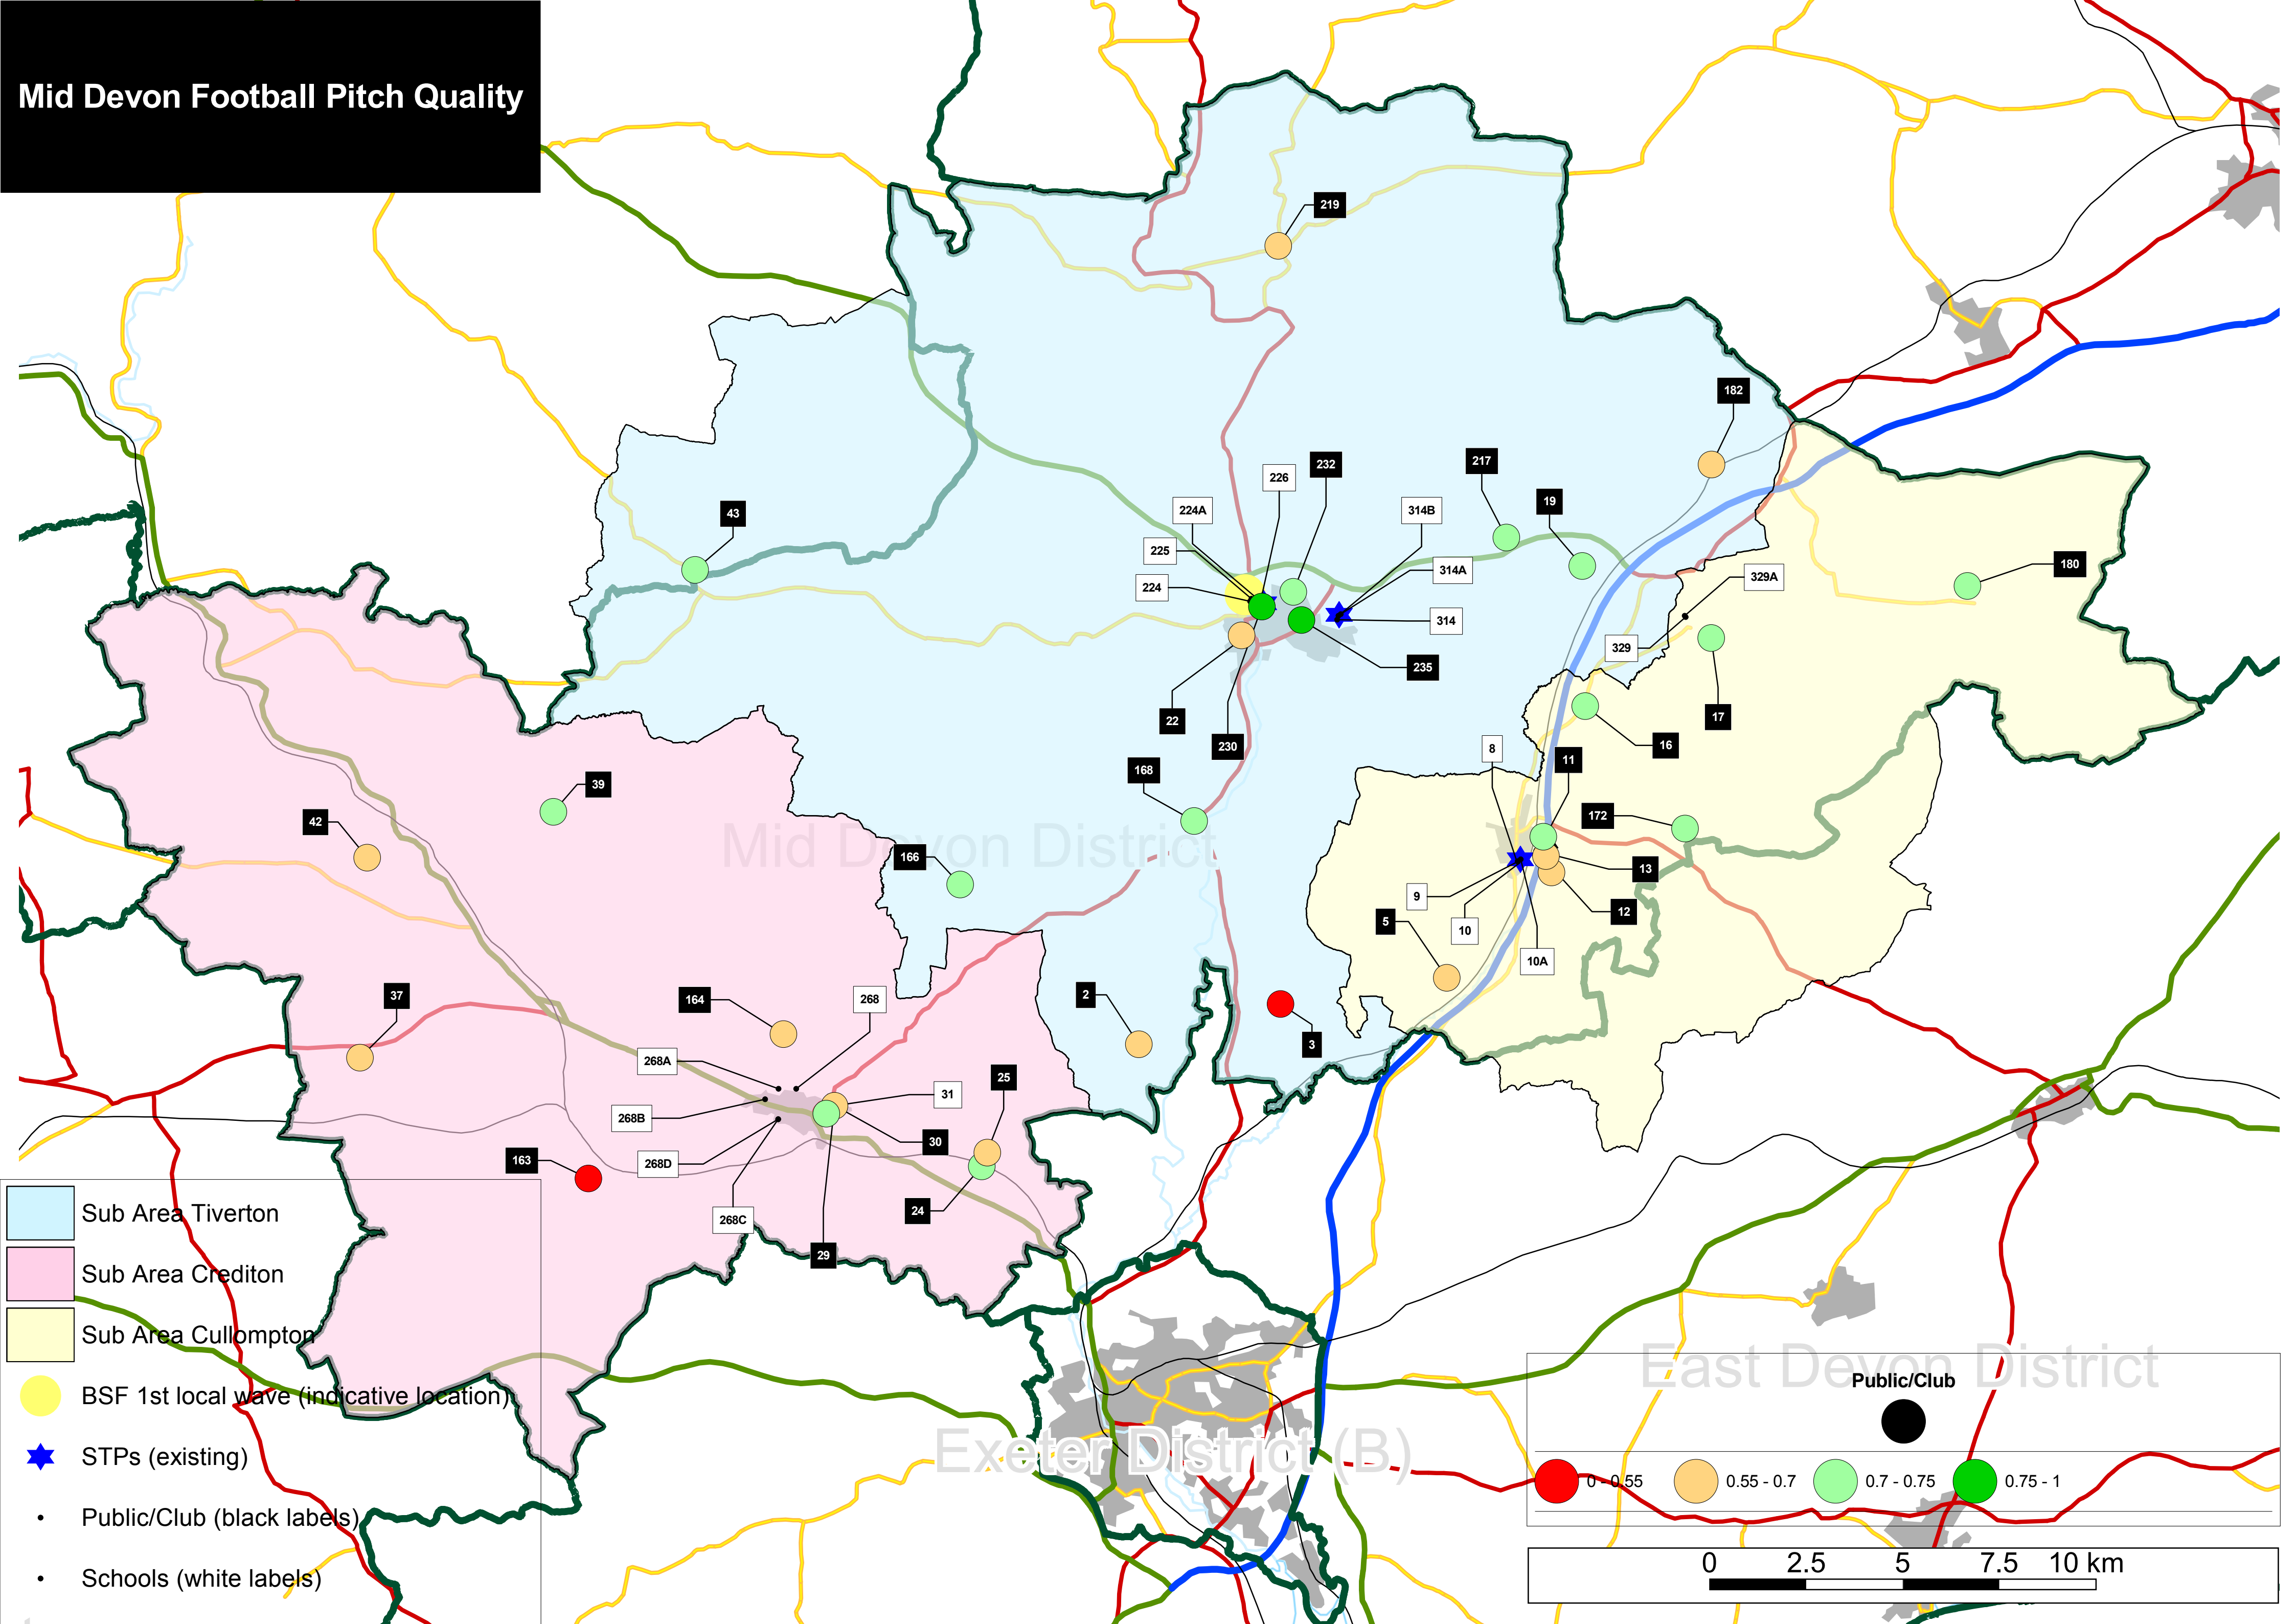 Mid Devon Football Pitch Quality
219
182
232
226
217
224A
314B
19
43
225
314A
180
224
329A
314
329
235
17
22
16
230
8
11
168
39
172
42
Mid Devon District
166
13
9
12
5
10
10A
37
164
268
2
3
268A
25
31
268B
30
163
268D
24
268C
29
Sub Area Tiverton
Sub Area Crediton
Sub Area Cullompton
BSF 1st local wave (indicative location)
STPs (existing)
Public/Club (black labels)
Schools (white labels)
Exeter District (B)
East Devon District
Public/Club
0 - 0.55
0.55 - 0.7
0.7 - 0.75
0.75 - 1
0 2.5 5 7.5 10 km